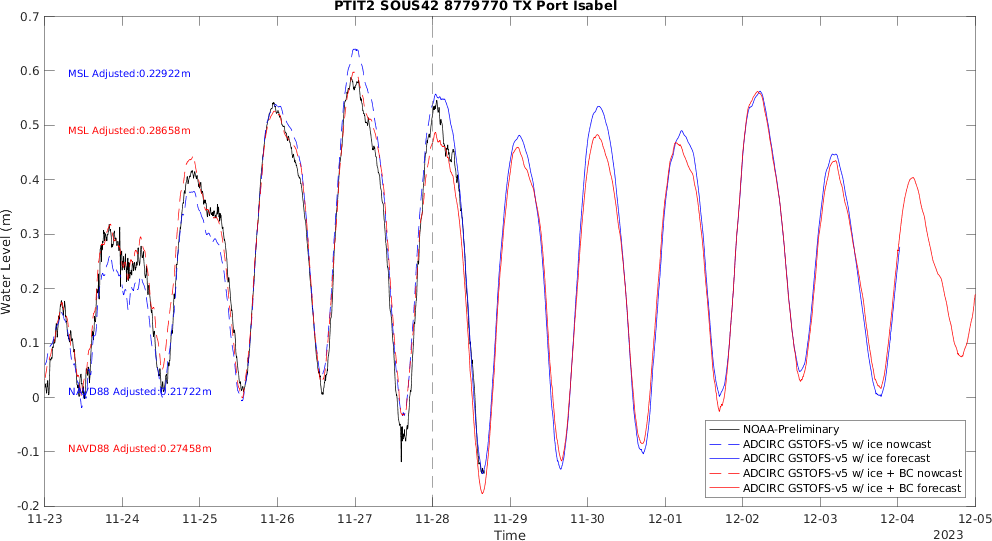 PTIT2 SOUS42 8779770 TX Port Isabel
0.7
0.6
0.5
0.4
0.3
0.2
0.1
0
-0.1
-0.2
Water Level (m)
MSL Adjusted:0.22922m
MSL Adjusted:0.28658m
NAVD88 Adjusted:0.21722m
NAVD88 Adjusted:0.27458m
NOAA-Preliminary
ADCIRC GSTOFS-v5 w/ ice nowcast
ADCIRC GSTOFS-v5 w/ ice forecast
ADCIRC GSTOFS-v5 w/ ice + BC nowcast
ADCIRC GSTOFS-v5 w/ ice + BC forecast
11-23 11-24 11-25 11-26 11-27 11-28 11-29 11-30 12-01 12-02 12-03 12-04 12-05
Time
2023